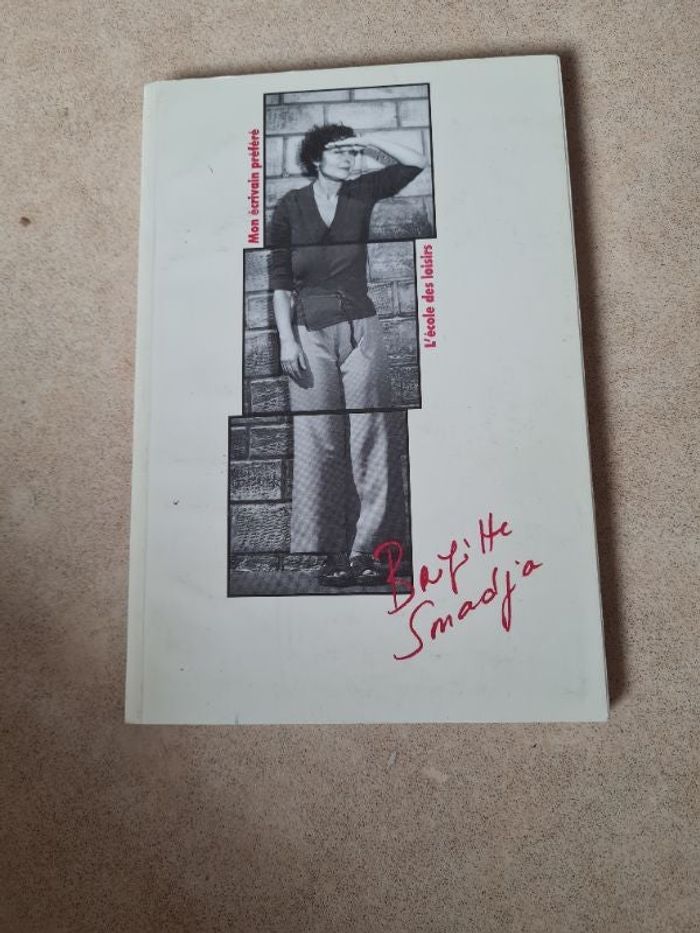 Mon écrivain préféré
L'école des loisirs
Brigitte
Smadja